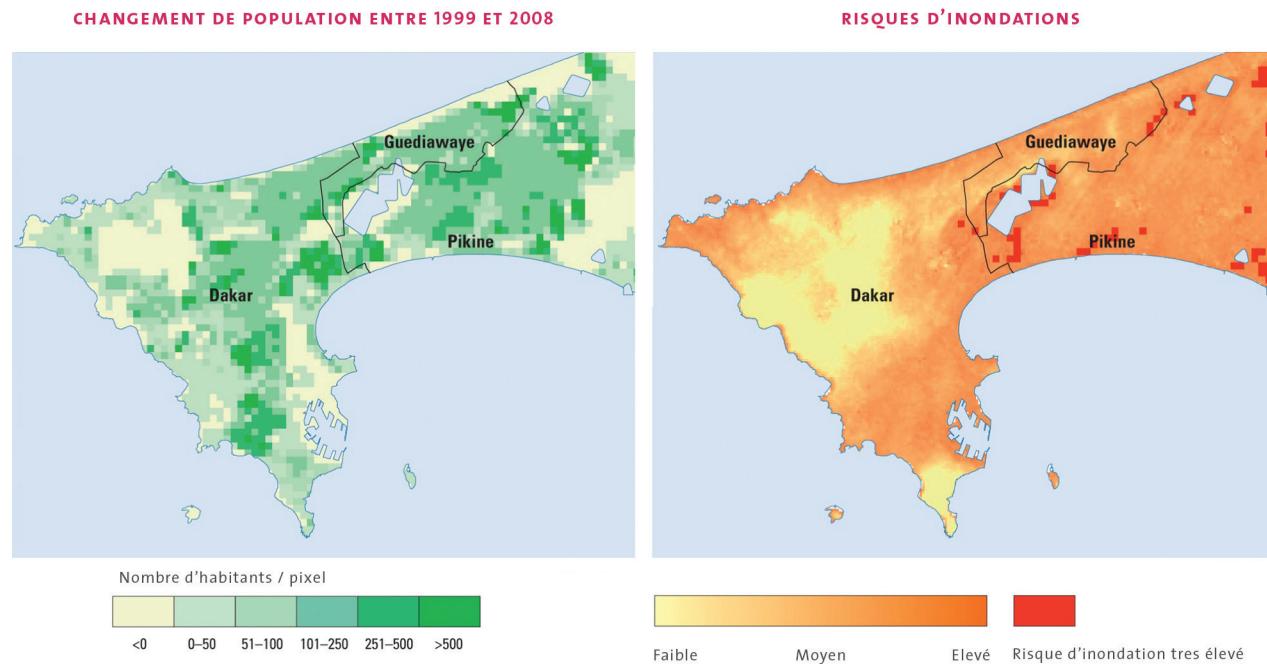 CHANGEMENT DE POPULATION ENTRE 1999 ET 2008
Guediawaye
Pikine
Dakar
Nombre d'habitants / pixel
<0 0–50 51–100 101–250 251–500 >500
RISQUES D'INONDATIONS
Guediawaye
Pikine
Dakar
Faible Moyen Elevé Risque d'inondation tres élevé